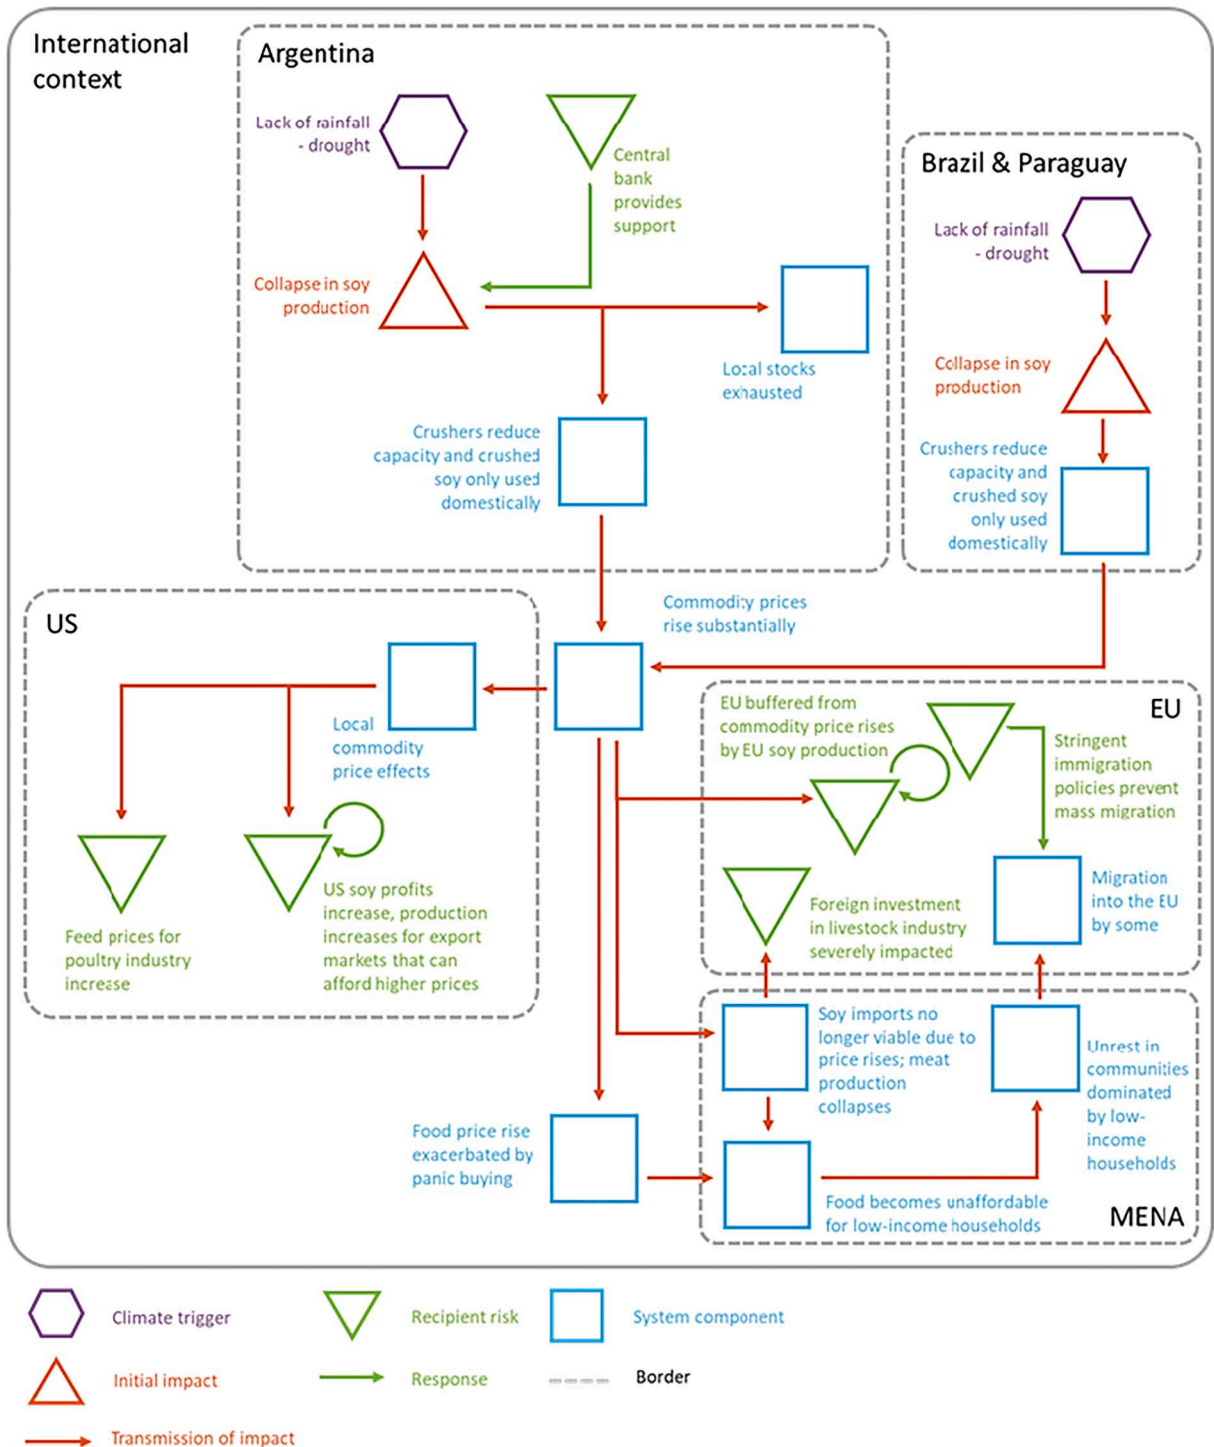 International
context
Argentina
Lack of rainfall
- drought
Central
bank
provides
support
Collapse in soy
production
Local stocks
exhausted
Crushers reduce
capacity and crushed
soy only used
domestically
Brazil & Paraguay
Lack of rainfall
- drought
Collapse in soy
production
Crushers reduce
capacity and
crushed soy
only used
domestically
Commodity prices
rise substantially
US
Local
commodity
price effects
Feed prices for
poultry industry
increase
US soy profits
increase, production
increases for export
markets that can
afford higher prices
EU
EU buffered from
commodity price rises
by EU soy production
Stringent
immigration
policies prevent
mass migration
Foreign investment
in livestock industry
severely impacted
Migration
into the EU
by some
Soy imports no
longer viable due to
price rises; meat
production
collapses
Unrest in
communities
dominated
by low-
income
households
Food price rise
exacerbated by
panic buying
Food becomes unaffordable
for low-income households
MENA
Climate trigger
Recipient risk
System component
Initial impact
Response
Border
Transmission of impact